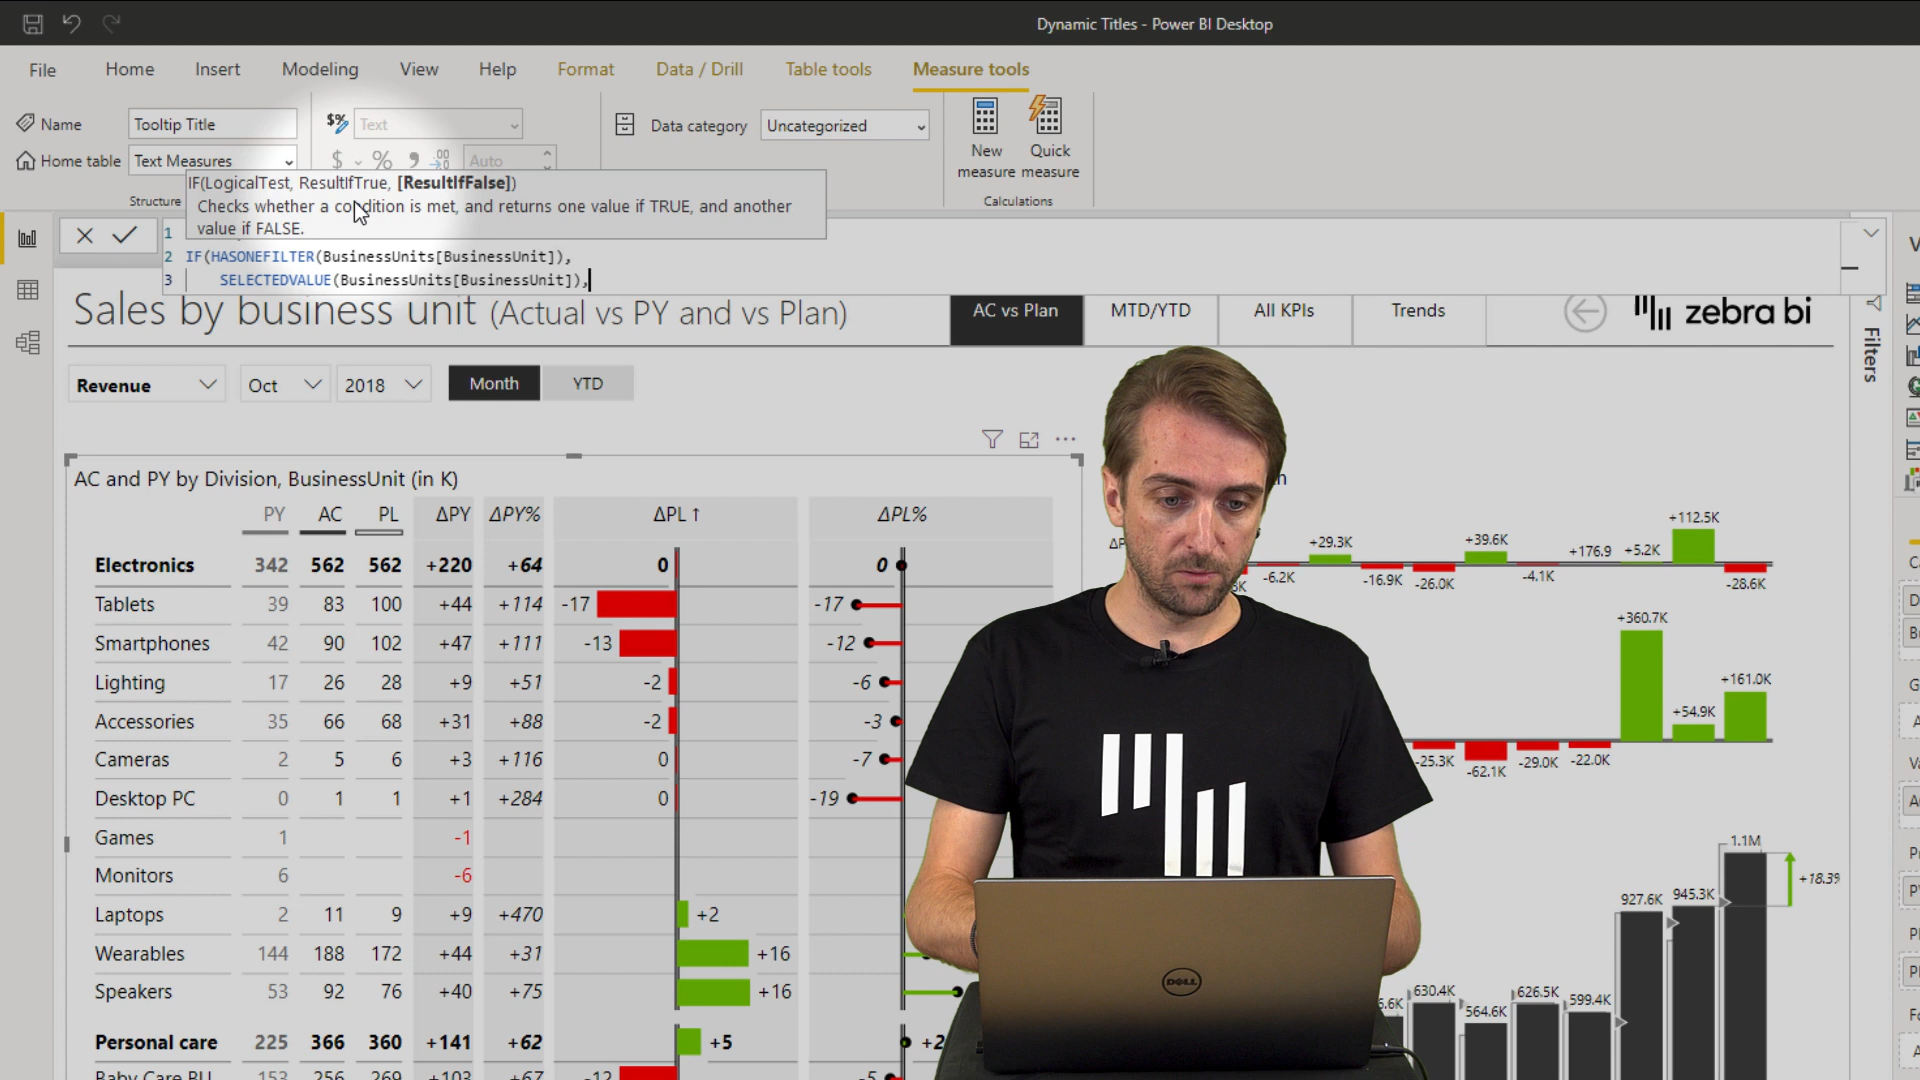 Dynamic Titles - Power BI Desktop
File Home Insert Modeling View Help Format Data / Drill Table tools Measure tools
Name Tooltip Title $% Text Data category Uncategorized New measure Quick measure
Home table Text Measures $ % Auto
Structure Calculations
IF(LogicalTest, ResultIfTrue, [ResultIfFalse])
Checks whether a condition is met, and returns one value if TRUE, and another
value if FALSE.
1
2 IF(HASONEFILTER(BusinessUnits[BusinessUnit]),
3 SELECTEDVALUE(BusinessUnits[BusinessUnit]),
Sales by business unit (Actual vs PY and vs Plan) AC vs Plan MTD/YTD All KPIs Trends zebra bi
Filters
Revenue Oct 2018 Month YTD
AC and PY by Division, BusinessUnit (in K)
PY AC PL ΔPY ΔPY% ΔPL ↑ ΔPL%
Electronics 342 562 562 +220 +64 0 0
Tablets 39 83 100 +44 +114 -17 -17
Smartphones 42 90 102 +47 +111 -13 -12
Lighting 17 26 28 +9 +51 -2 -6
Accessories 35 66 68 +31 +88 -2 -3
Cameras 2 5 6 +3 +116 0 -7
Desktop PC 0 1 1 +1 +284 0 -19
Games 1 -1
Monitors 6 -6
Laptops 2 11 9 +9 +470 +2
Wearables 144 188 172 +44 +31 +16
Speakers 53 92 76 +40 +75 +16
Personal care 225 366 360 +141 +62 +5 +2
Baby Care BU 153 256 269 +103 +67 -12 -5
+29.3K +39.6K +176.9 +5.2K +112.5K
-6.2K -16.9K -26.0K -4.1K -28.6K
+360.7K +54.9K +161.0K
-25.3K -62.1K -29.0K -22.0K
1.1M
+18.3%
927.6K 945.3K
630.4K 564.6K 626.5K 599.4K
DELL